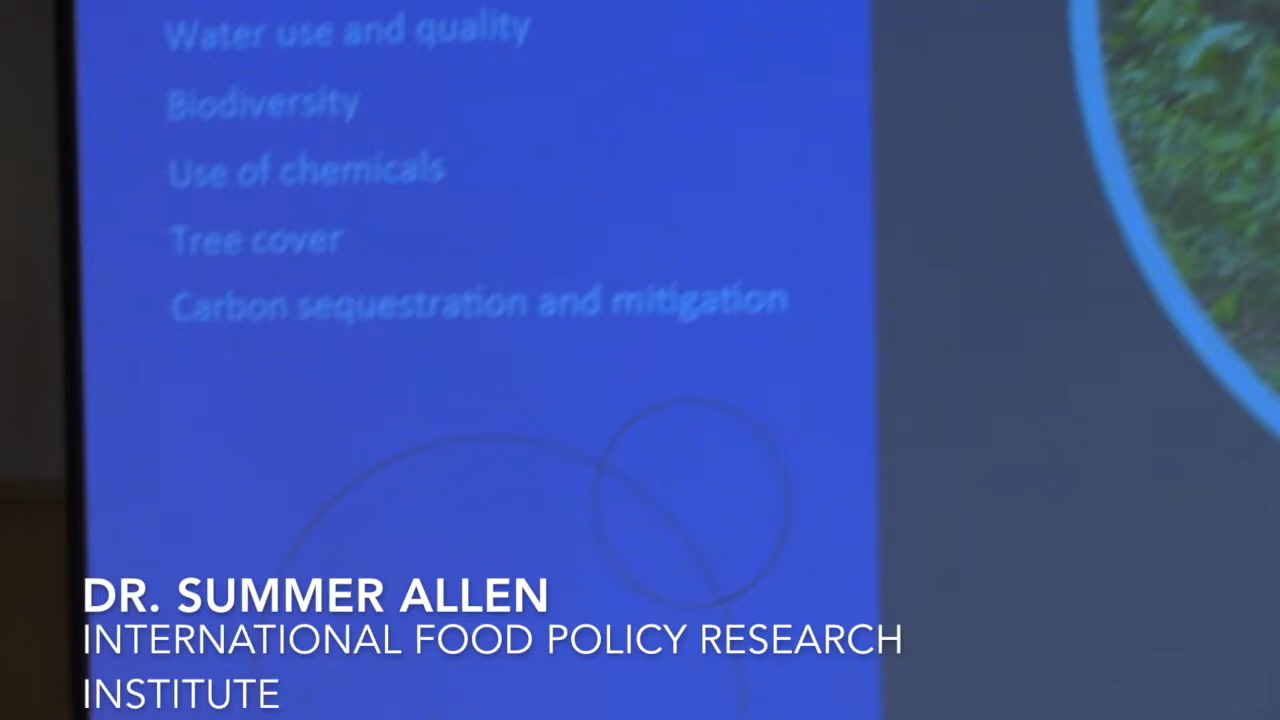 Water use and quality
Biodiversity
Use of chemicals
Tree cover
Carbon sequestration and mitigation
DR. SUMMER ALLEN
INTERNATIONAL FOOD POLICY RESEARCH
INSTITUTE